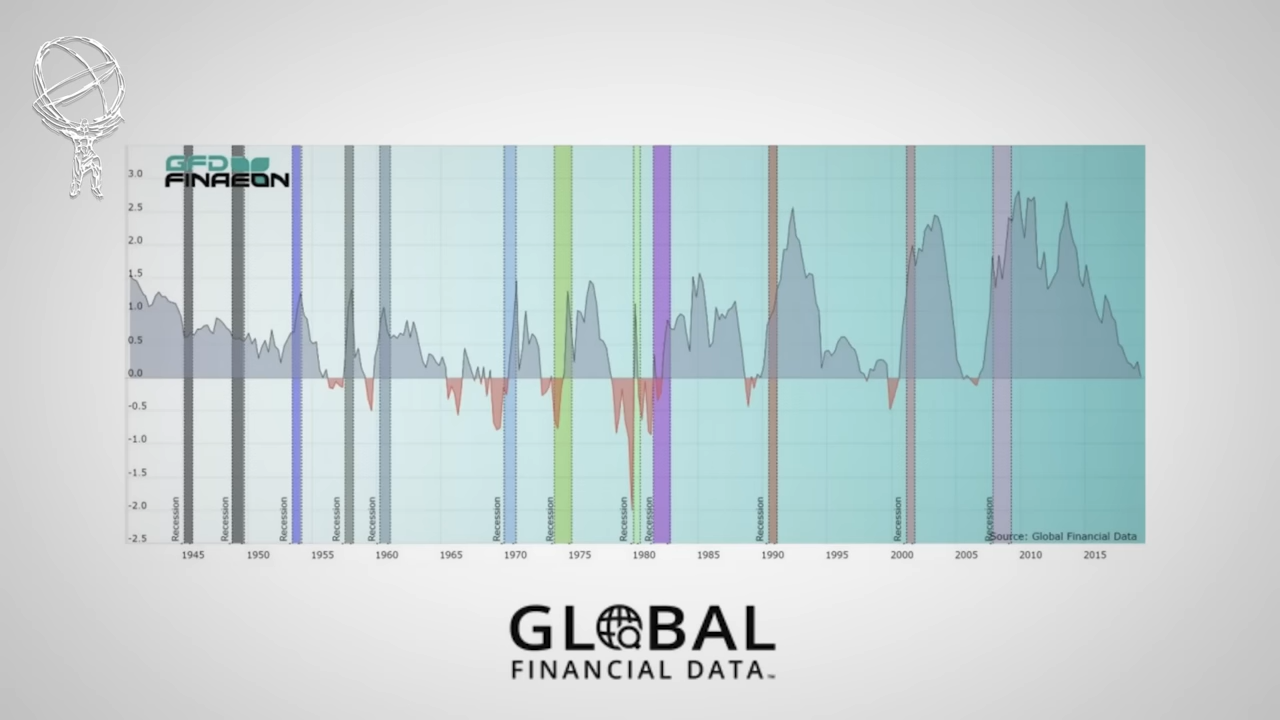 GFD
FINAEON
3.0
2.5
2.0
1.5
1.0
0.5
0.0
-0.5
-1.0
-1.5
-2.0
-2.5
Recession
Recession
Recession
Recession
Recession
Recession
Recession
Recession
Recession
Recession
Recession
Recession
Source: Global Financial Data
1945 1950 1955 1960 1965 1970 1975 1980 1985 1990 1995 2000 2005 2010 2015
GLOBAL
FINANCIAL DATA™